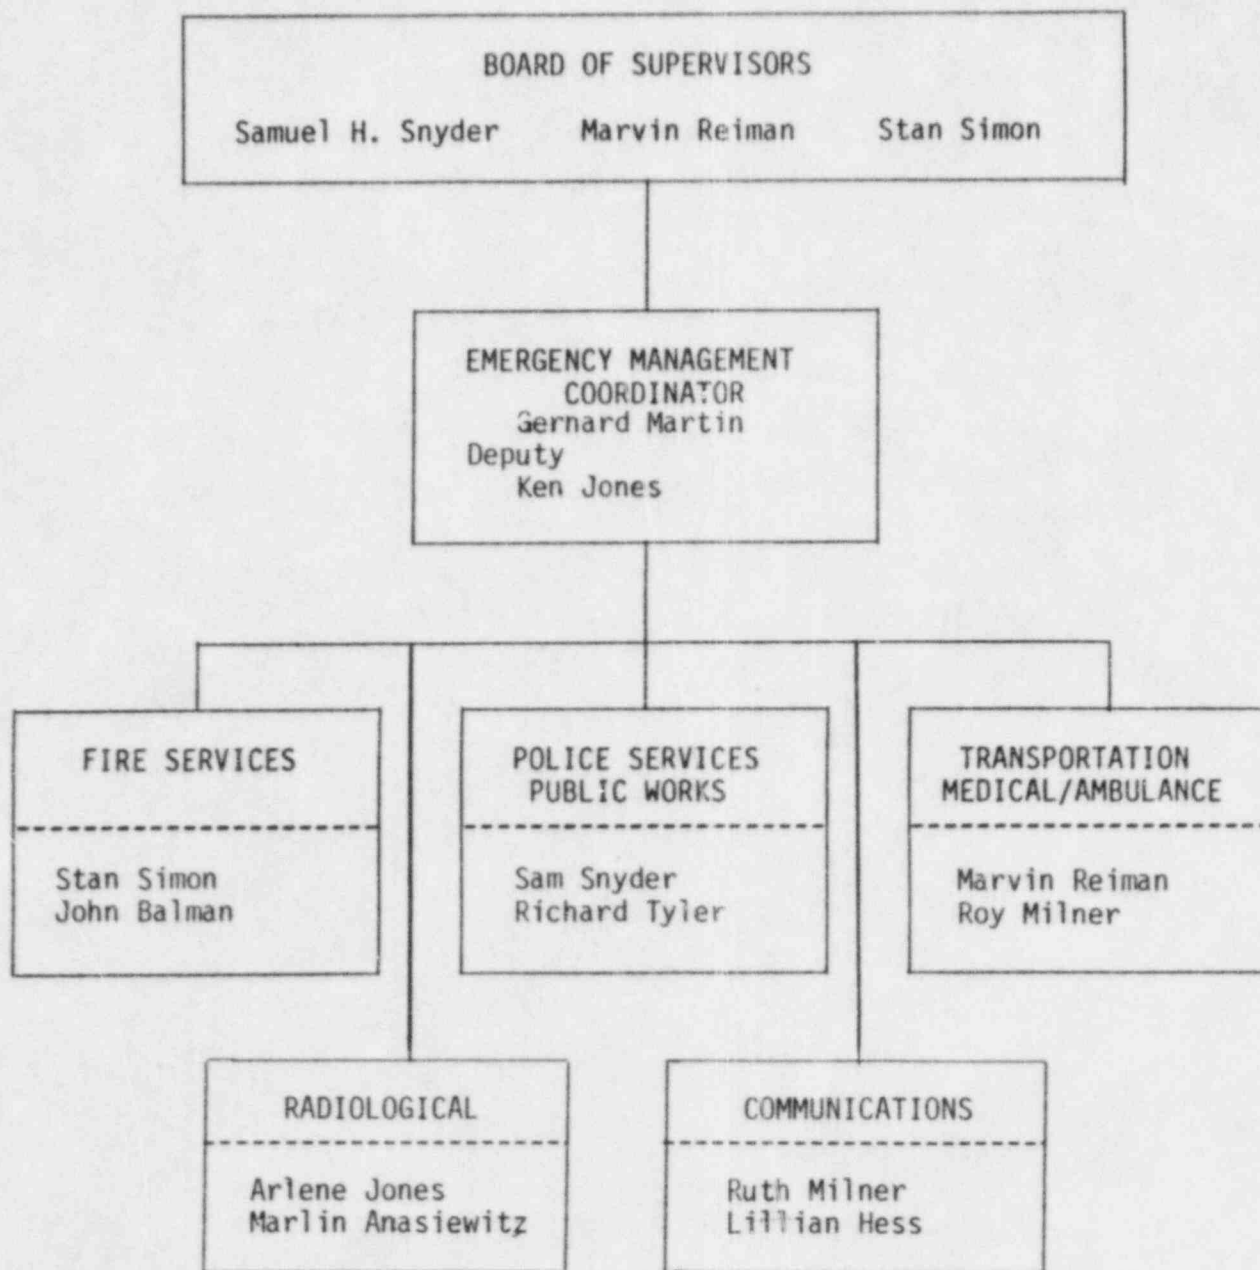 BOARD OF SUPERVISORS
Samuel H. Snyder Marvin Reiman Stan Simon
EMERGENCY MANAGEMENT
COORDINATOR
Gernard Martin
Deputy
Ken Jones
FIRE SERVICES
Stan Simon
John Balman
POLICE SERVICES
PUBLIC WORKS
Sam Snyder
Richard Tyler
TRANSPORTATION
MEDICAL/AMBULANCE
Marvin Reiman
Roy Milner
RADIOLOGICAL
Arlene Jones
Marlin Anasiewitz
COMMUNICATIONS
Ruth Milner
Lillian Hess